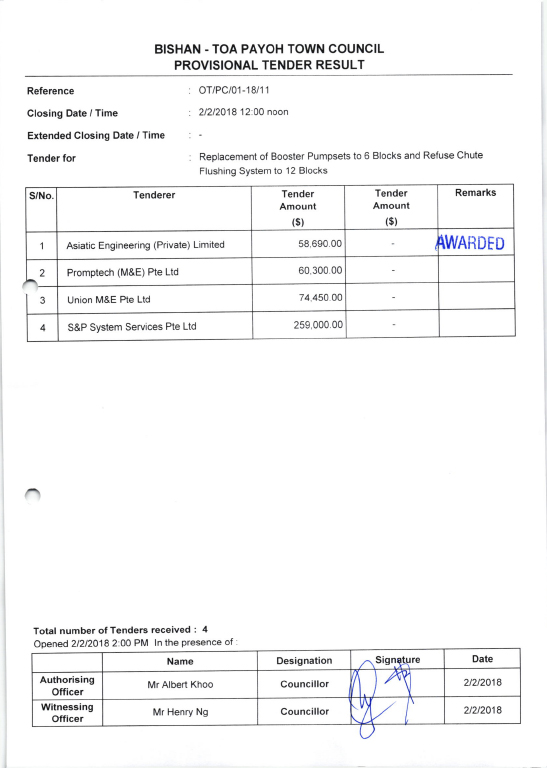 BISHAN - TOA PAYOH TOWN COUNCIL
PROVISIONAL TENDER RESULT
Reference : OT/PC/01-18/11
Closing Date / Time : 2/2/2018 12:00 noon
Extended Closing Date / Time : -
Tender for : Replacement of Booster Pumpsets to 6 Blocks and Refuse Chute
Flushing System to 12 Blocks
S/No. Tenderer Tender Amount ($) Tender Amount ($) Remarks
1 Asiatic Engineering (Private) Limited 58,690.00 - AWARDED
2 Promptech (M&E) Pte Ltd 60,300.00 -
3 Union M&E Pte Ltd 74,450.00 -
4 S&P System Services Pte Ltd 259,000.00 -
Total number of Tenders received : 4
Opened 2/2/2018 2:00 PM In the presence of :
Name Designation Signature Date
Authorising Officer Mr Albert Khoo Councillor 2/2/2018
Witnessing Officer Mr Henry Ng Councillor 2/2/2018